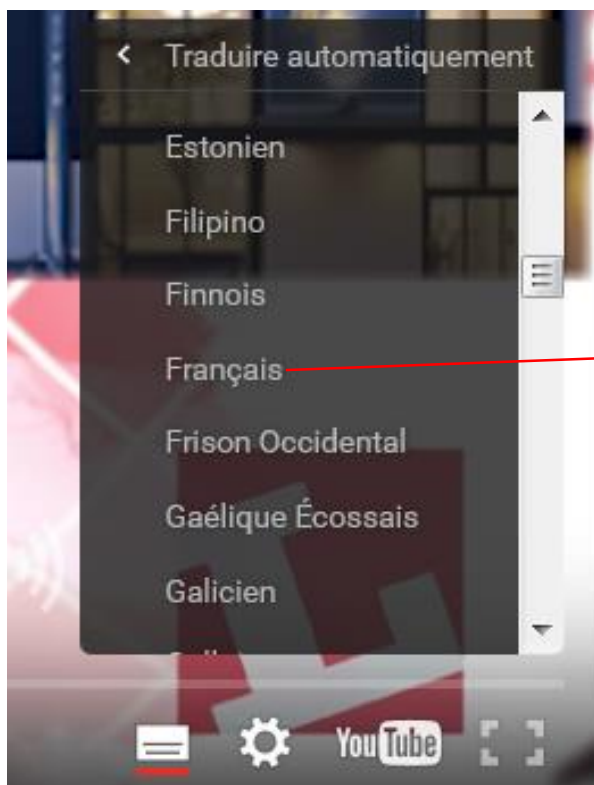 Traduire automatiquement
Estonien
Filipino
Finnois
Français
Frison Occidental
Gaélique Écossais
Galicien
YouTube